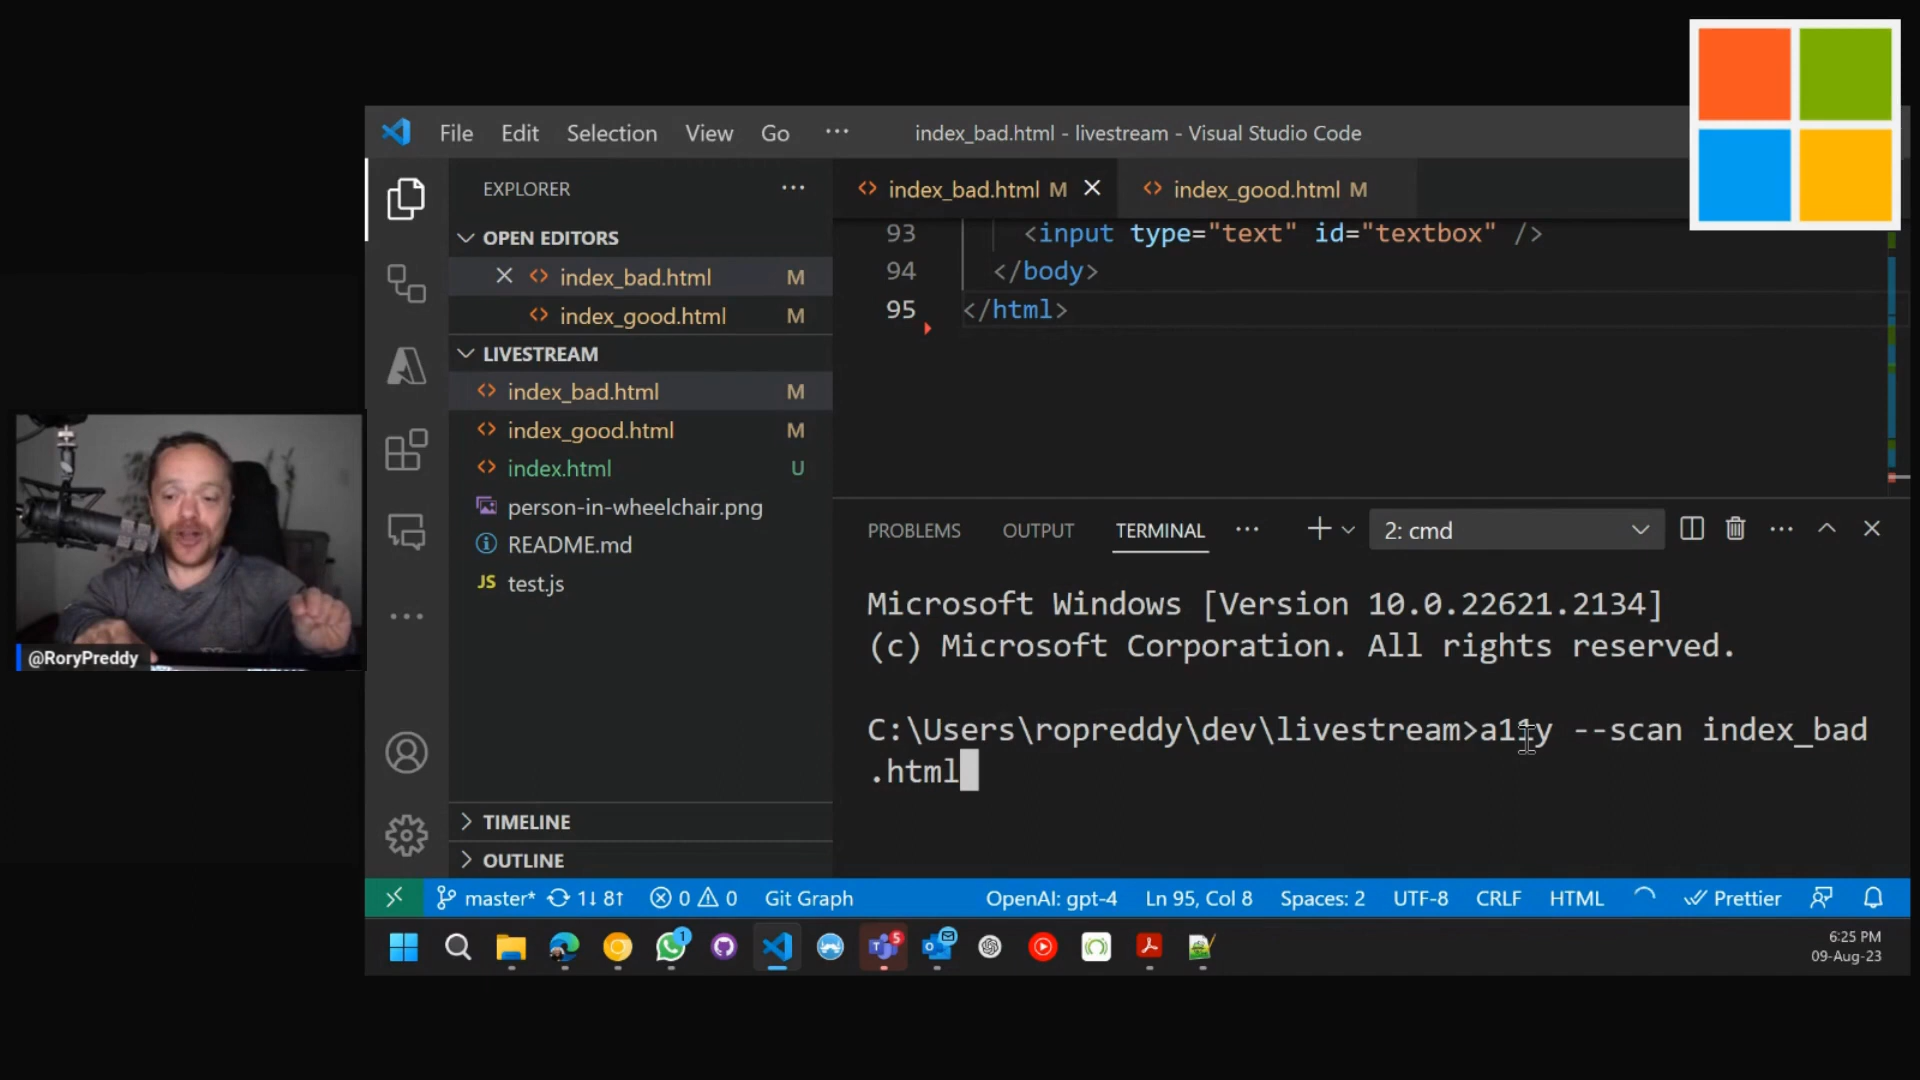 File Edit Selection View Go ··· index_bad.html - livestream - Visual Studio Code
EXPLORER ···
OPEN EDITORS
index_bad.html M
index_good.html M
LIVESTREAM
index_bad.html M
index_good.html M
index.html U
person-in-wheelchair.png
README.md
JS test.js
TIMELINE
OUTLINE
index_bad.html M index_good.html M
93 <input type="text" id="textbox" />
94 </body>
95 </html>
PROBLEMS OUTPUT TERMINAL ··· 2: cmd
Microsoft Windows [Version 10.0.22621.2134]
(c) Microsoft Corporation. All rights reserved.
C:\Users\ropreddy\dev\livestream>a11y --scan index_bad
.html
@RoryPreddy
master* 1↓ 8↑ 0 0 Git Graph OpenAI: gpt-4 Ln 95, Col 8 Spaces: 2 UTF-8 CRLF HTML Prettier
1 5
6:25 PM
09-Aug-23